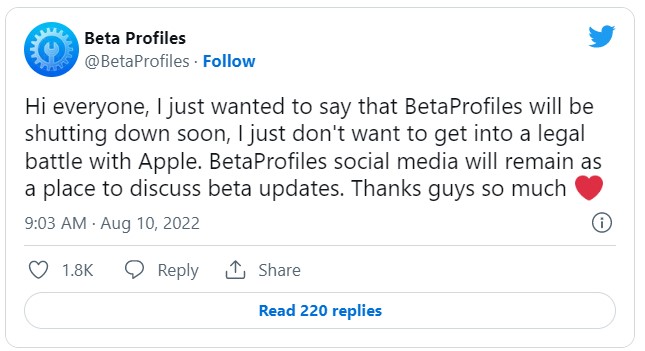 Beta Profiles
@BetaProfiles · Follow
Hi everyone, I just wanted to say that BetaProfiles will be
shutting down soon, I just don't want to get into a legal
battle with Apple. BetaProfiles social media will remain as
a place to discuss beta updates. Thanks guys so much ❤️
9:03 AM · Aug 10, 2022
1.8K Reply Share
Read 220 replies